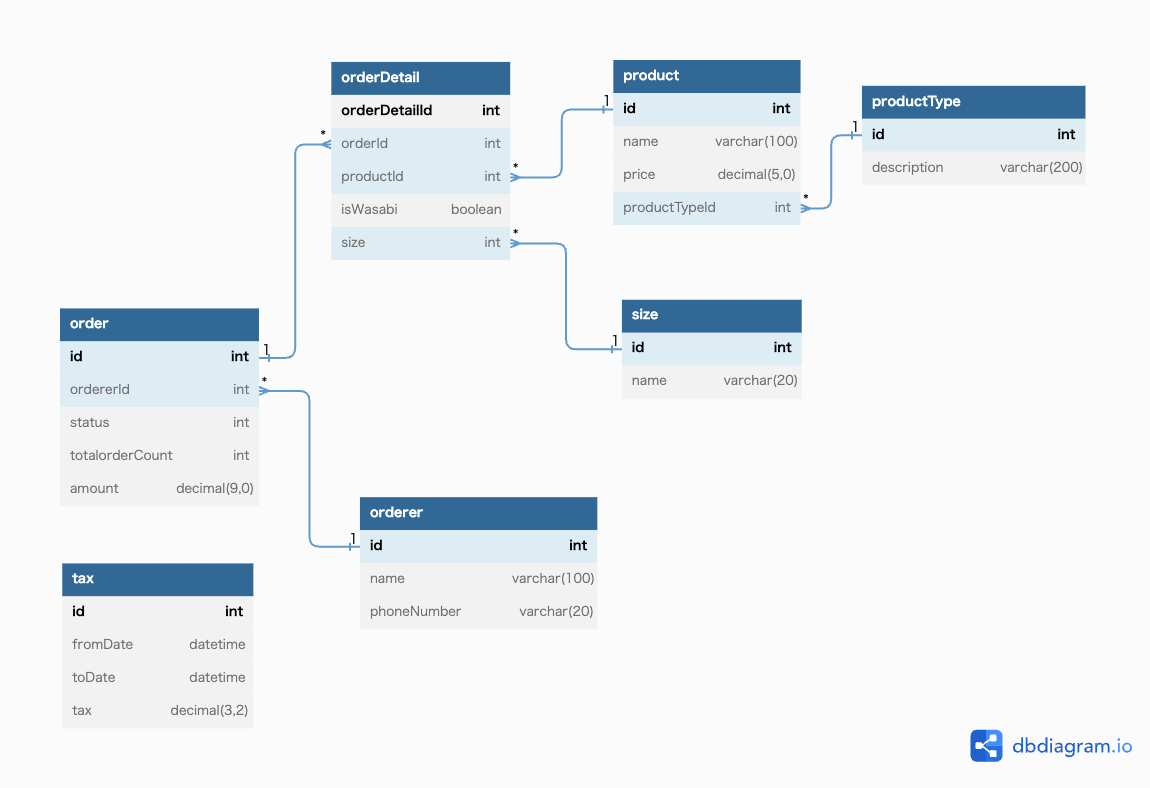 orderDetail
orderDetailId int
orderId int
productId int
isWasabi boolean
size int
product
id int
name varchar(100)
price decimal(5,0)
productTypeId int
productType
id int
description varchar(200)
size
id int
name varchar(20)
order
id int
ordererId int
status int
totalorderCount int
amount decimal(9,0)
orderer
id int
name varchar(100)
phoneNumber varchar(20)
tax
id int
fromDate datetime
toDate datetime
tax decimal(3,2)
*
1
*
1
*
1
*
1
*
1
dbdiagram.io